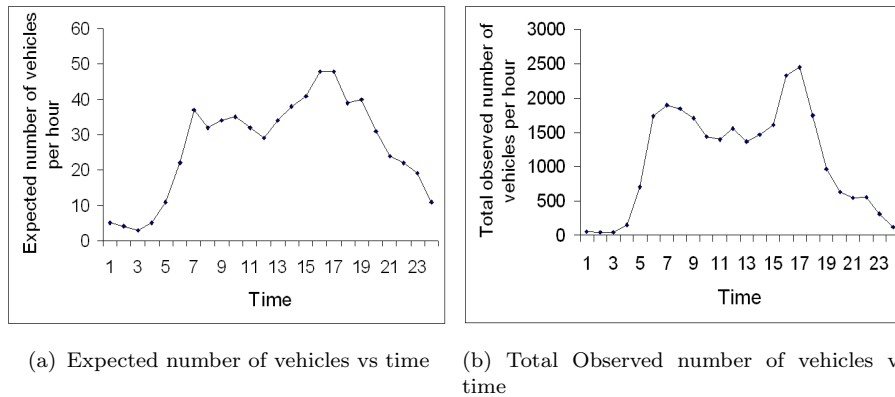 Expected number of vehicles
per hour
60
50
40
30
20
10
0
1 3 5 7 9 11 13 15 17 19 21 23
Time
Total observed number of
vehicles per hour
3000
2500
2000
1500
1000
500
0
1 3 5 7 9 11 13 15 17 19 21 23
Time
(a) Expected number of vehicles vs time
(b) Total Observed number of vehicles v
time